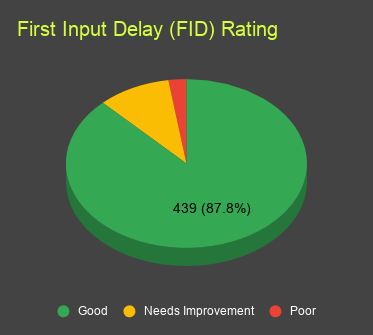 First Input Delay (FID) Rating
439 (87.8%)
Good Needs Improvement Poor